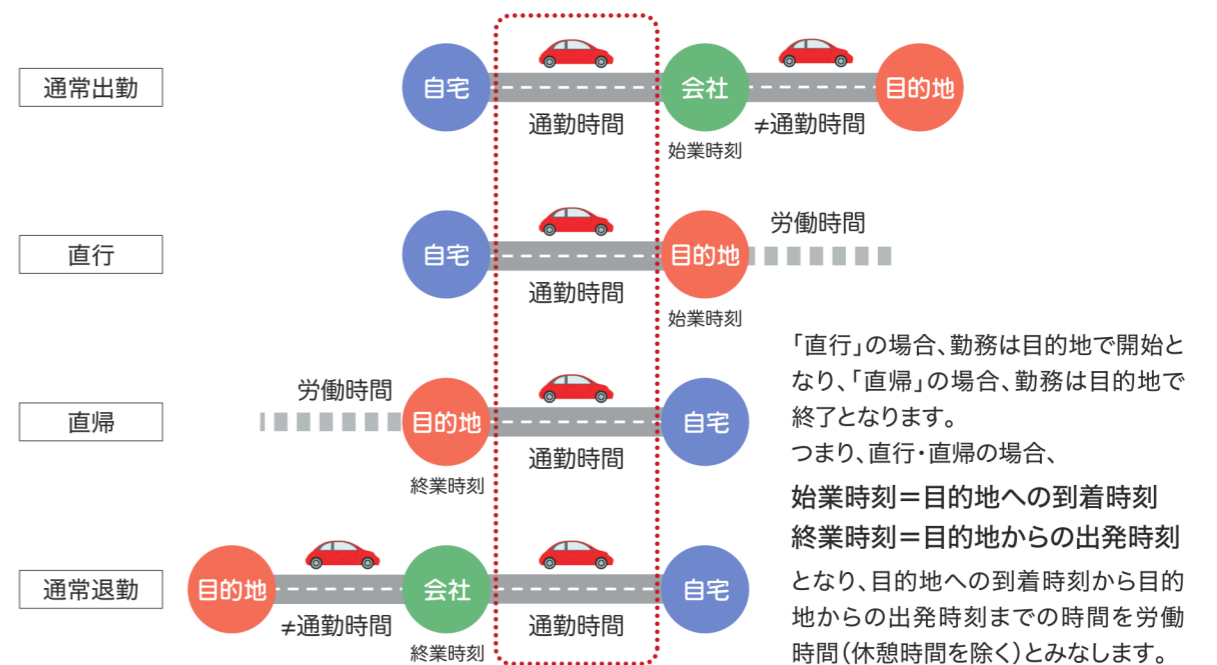 通常出勤
自宅
会社
目的地
通勤時間
≠通勤時間
始業時刻
直行
自宅
目的地
労働時間
通勤時間
始業時刻
直帰
労働時間
目的地
自宅
通勤時間
終業時刻
通常退勤
目的地
会社
自宅
≠通勤時間
通勤時間
終業時刻
「直行」の場合、勤務は目的地で開始と
なり、「直帰」の場合、勤務は目的地で
終了となります。
つまり、直行・直帰の場合、
始業時刻＝目的地への到着時刻
終業時刻＝目的地からの出発時刻
となり、目的地への到着時刻から目的
地からの出発時刻までの時間を労働
時間（休憩時間を除く）とみなします。